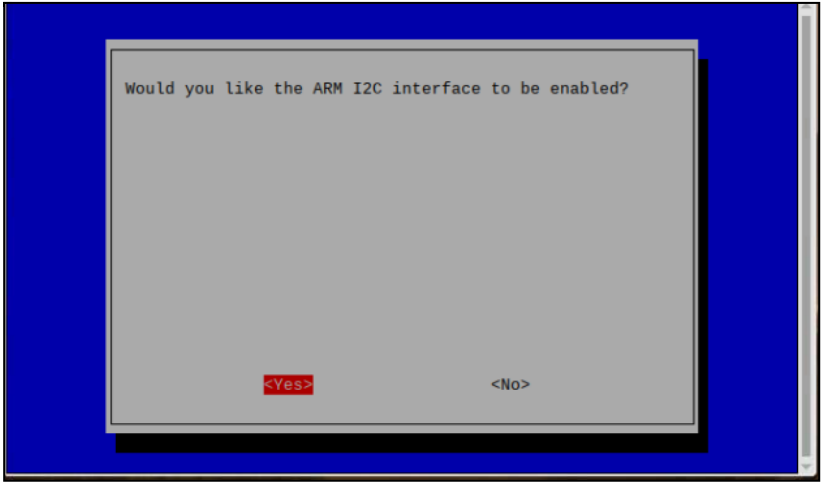 Would you like the ARM I2C interface to be enabled?
<Yes> <No>